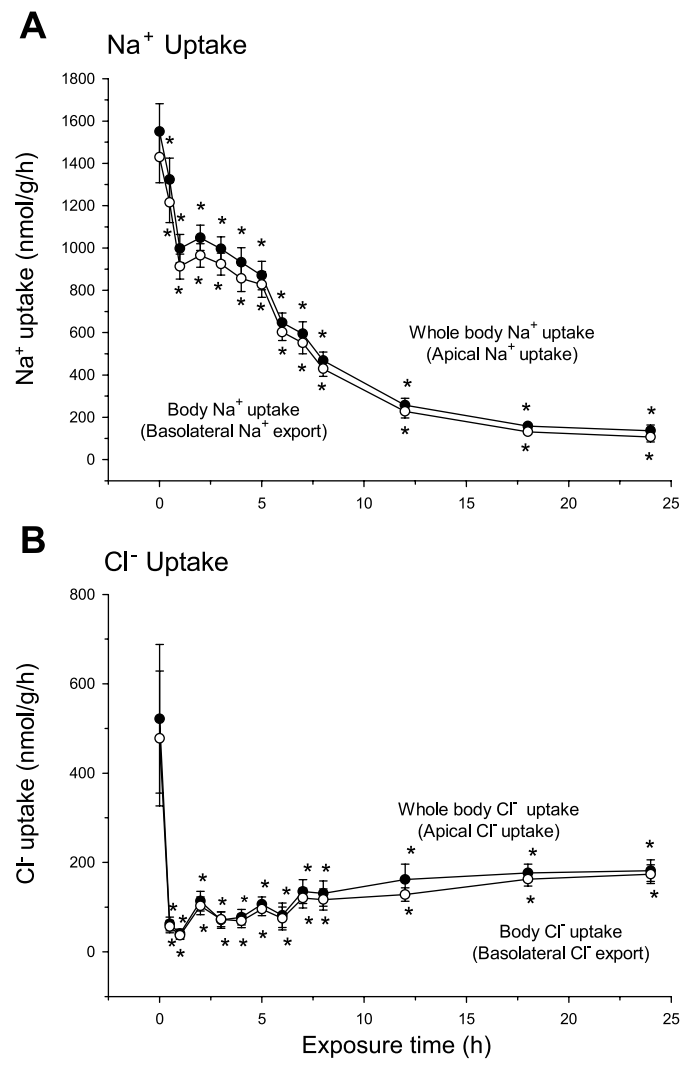 A
Na+ Uptake
1800
1600
1400
1200
1000
800
600
400
200
0
Na+ uptake (nmol/g/h)
* * * * * * * * * * * *
* * * * * * * * * * * *
Whole body Na+ uptake
(Apical Na+ uptake)
Body Na+ uptake
(Basolateral Na+ export)
0 5 10 15 20 25
B
Cl- Uptake
800
600
400
200
0
Cl- uptake (nmol/g/h)
* * * * * * * * * * * *
* * * * * * * * * * * *
Whole body Cl- uptake
(Apical Cl- uptake)
Body Cl- uptake
(Basolateral Cl- export)
0 5 10 15 20 25
Exposure time (h)